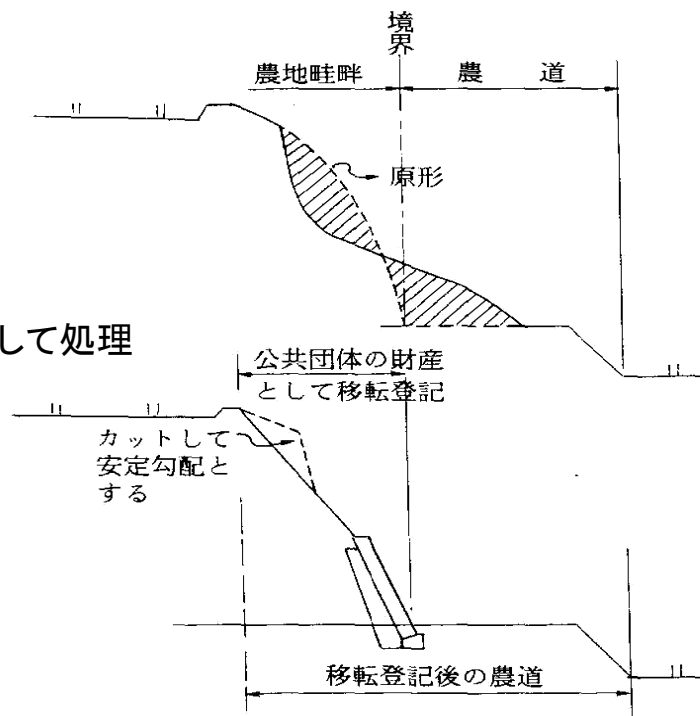 境界
農地畦畔
農道
原形
して処理
公共団体の財産
として移転登記
カットして
安定勾配と
する
移転登記後の農道